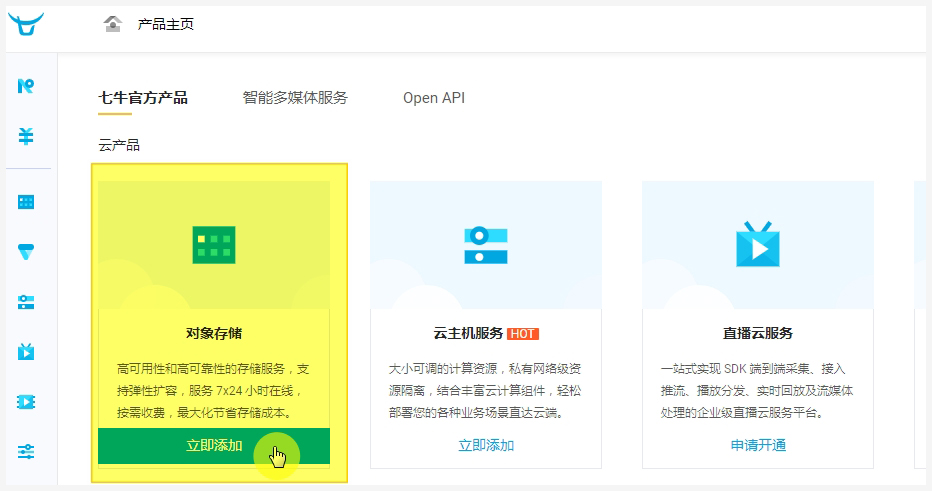 产品主页
七牛官方产品 智能多媒体服务 Open API
云产品
对象存储
高可用性和高可靠性的存储服务，支
持弹性扩容，服务 7x24 小时在线，
按需收费，最大化节省存储成本。
立即添加
云主机服务 HOT
大小可调的计算资源，私有网络级资
源隔离，结合丰富云计算组件，轻松
部署您的各种业务场景直达云端。
立即添加
直播云服务
一站式实现 SDK 端到端采集、接入
推流、播放分发、实时回放及流媒体
处理的企业级直播云服务平台。
申请开通